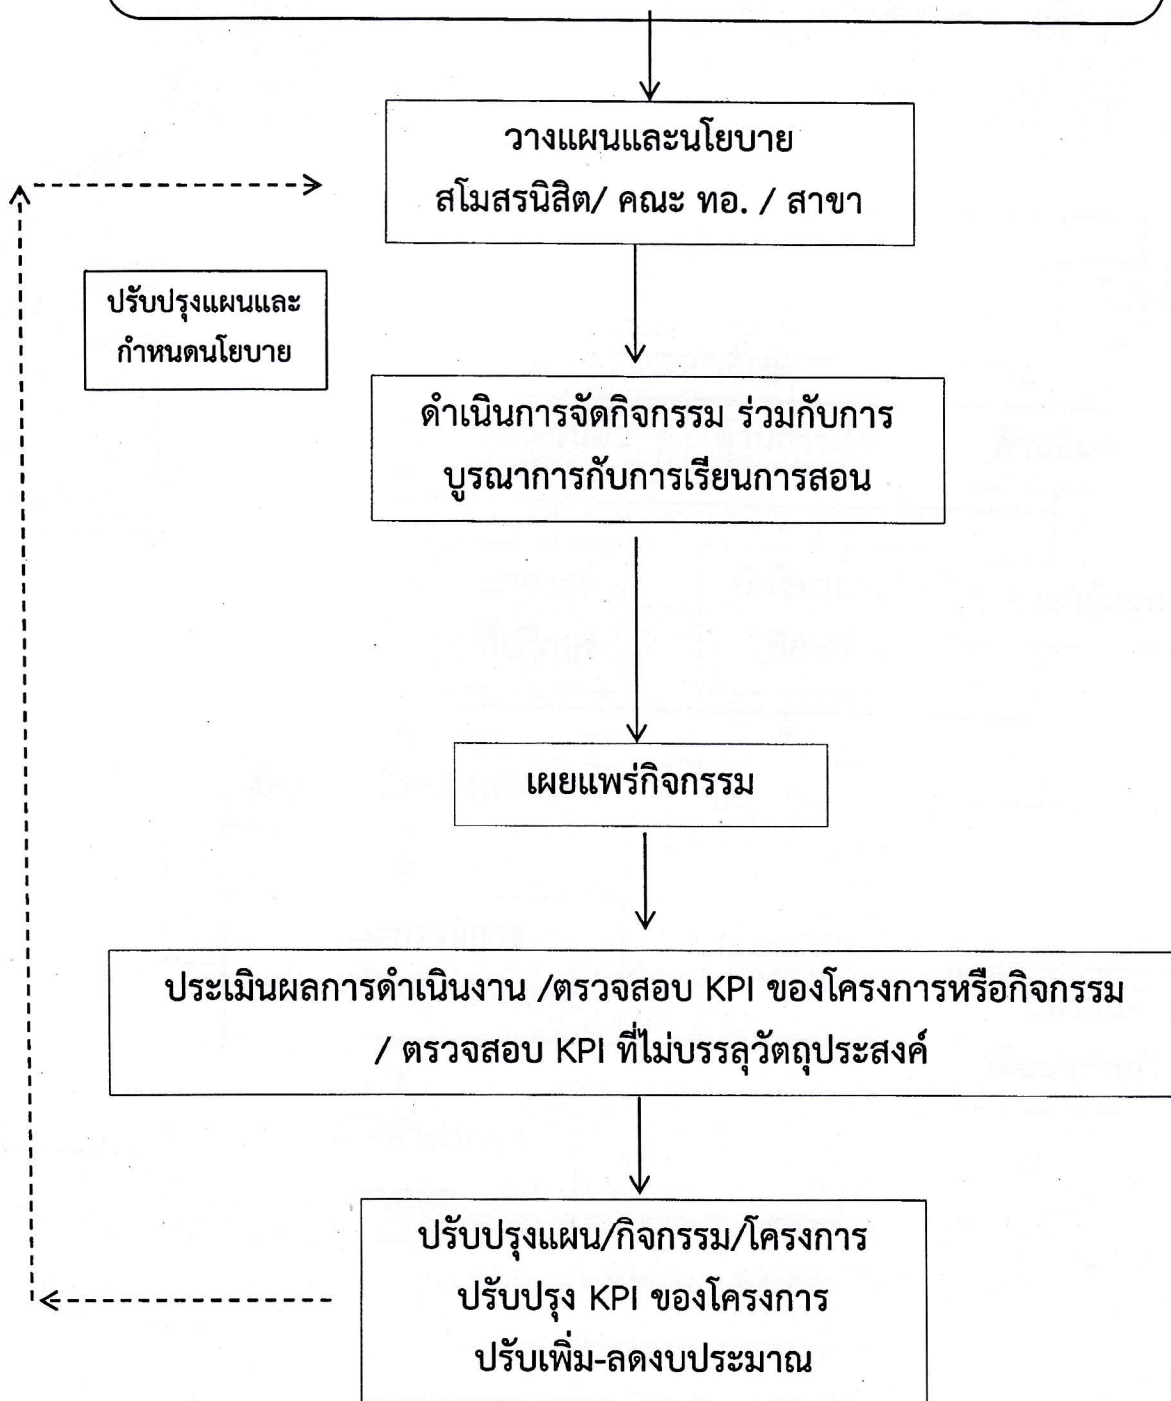 วางแผนและนโยบาย
สโมสรนิสิต/ คณะ ทอ. / สาขา
ปรับปรุงแผนและ
กำหนดนโยบาย
ดำเนินการจัดกิจกรรม ร่วมกับการ
บูรณาการกับการเรียนการสอน
เผยแพร่กิจกรรม
ประเมินผลการดำเนินงาน /ตรวจสอบ KPI ของโครงการหรือกิจกรรม
/ ตรวจสอบ KPI ที่ไม่บรรลุวัตถุประสงค์
ปรับปรุงแผน/กิจกรรม/โครงการ
ปรับปรุง KPI ของโครงการ
ปรับเพิ่ม-ลดงบประมาณ